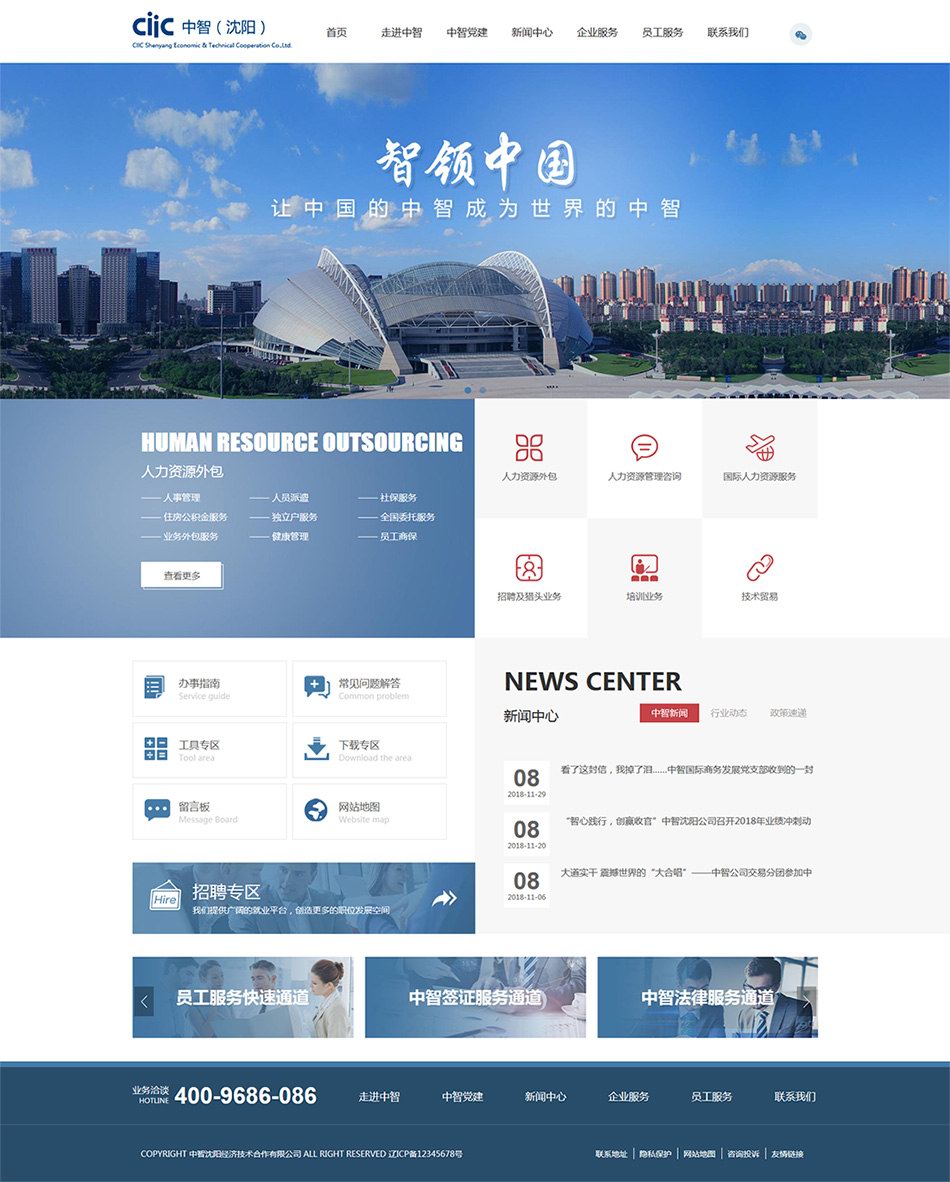 ciic 中智（沈阳）
CIIC Shenyang Economic & Technical Cooperation Co.,Ltd.
首页 走进中智 中智党建 新闻中心 企业服务 员工服务 联系我们
智领中国
让中国的中智成为世界的中智
HUMAN RESOURCE OUTSOURCING
人力资源外包
—— 人事管理 —— 人员派遣 —— 社保服务
—— 住房公积金服务 —— 独立户服务 —— 全国委托服务
—— 业务外包服务 —— 健康管理 —— 员工商保
查看更多
人力资源外包 人力资源管理咨询 国际人力资源服务
招聘及猎头业务 培训业务 技术贸易
办事指南
Service guide
常见问题解答
Common problem
工具专区
Tool area
下载专区
Download the area
留言板
Message Board
网站地图
Website map
Hire
招聘专区
我们提供广阔的就业平台，创造更多的职位发展空间
NEWS CENTER
新闻中心
中智新闻 行业动态 政策速递
08
2018-11-29
看了这封信，我掉了泪......中智国际商务发展党支部收到的一封
08
2018-11-20
“智心践行，创赢收官”中智沈阳公司召开2018年业绩冲刺动
08
2018-11-06
大道实干 震撼世界的“大合唱”——中智公司交易分团参加中
员工服务快速通道 中智签证服务通道 中智法律服务通道
业务洽谈
HOTLINE
400-9686-086
走进中智 中智党建 新闻中心 企业服务 员工服务 联系我们
COPYRIGHT 中智沈阳经济技术合作有限公司 ALL RIGHT RESERVED 辽ICP备12345678号
联系地址 | 隐私保护 | 网站地图 | 咨询投诉 | 友情链接